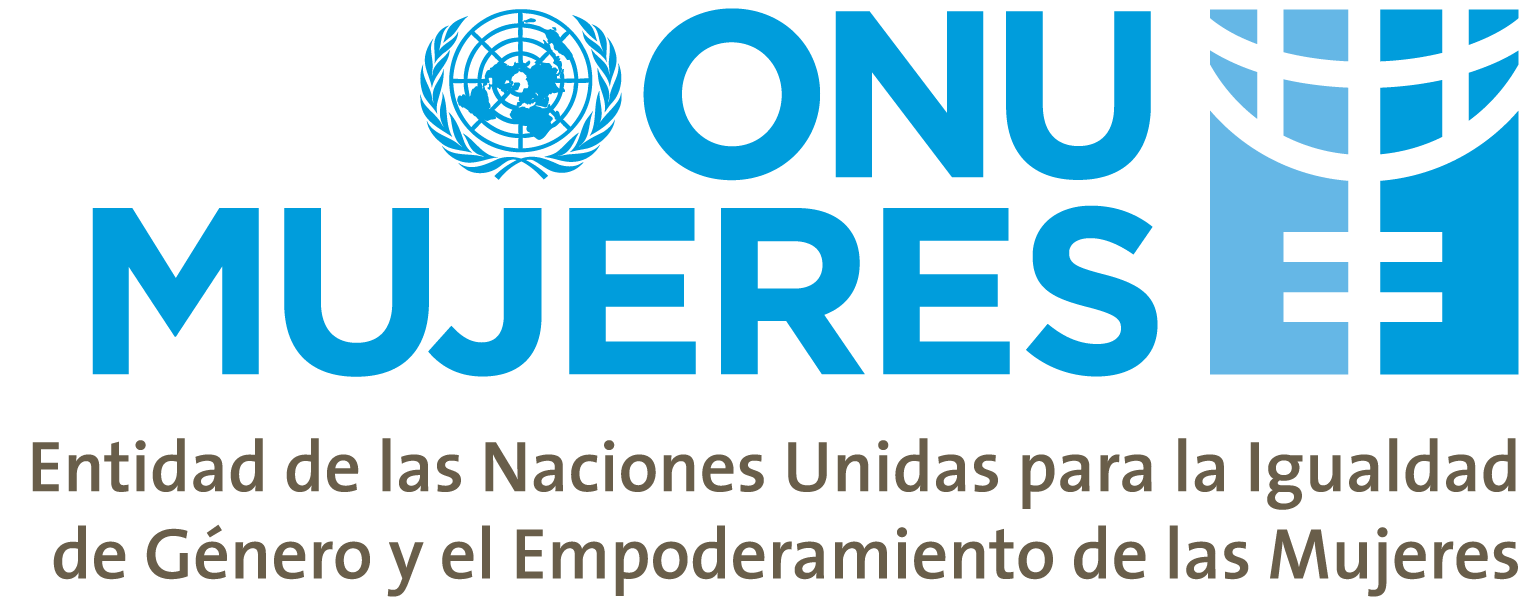 ONU
MUJERES
Entidad de las Naciones Unidas para la Igualdad
de Género y el Empoderamiento de las Mujeres